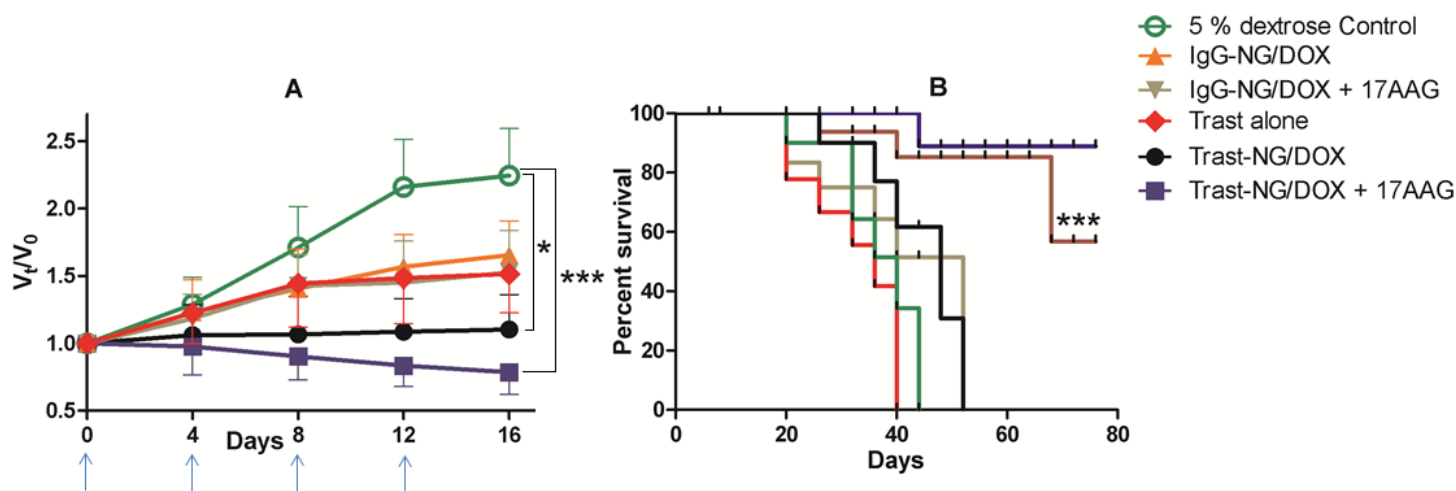 5 % dextrose Control
IgG-NG/DOX
IgG-NG/DOX + 17AAG
Trast alone
Trast-NG/DOX
Trast-NG/DOX + 17AAG
A
Vt/V0
2.5
2.0
1.5
1.0
0.5
0
4
8
12
16
Days
*
***
B
Percent survival
100
80
60
40
20
0
0
20
40
60
80
Days
***